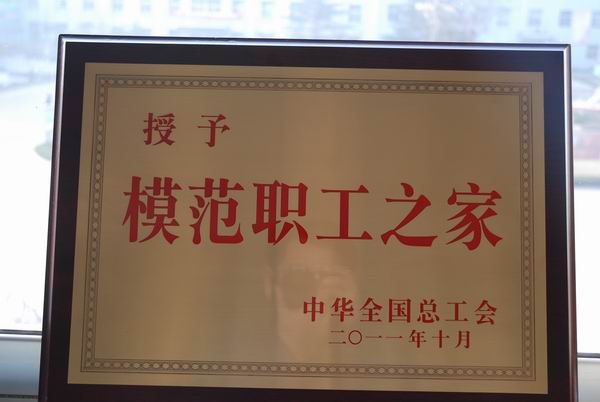 授予
模范职工之家
中华全国总工会
二〇一一年十月